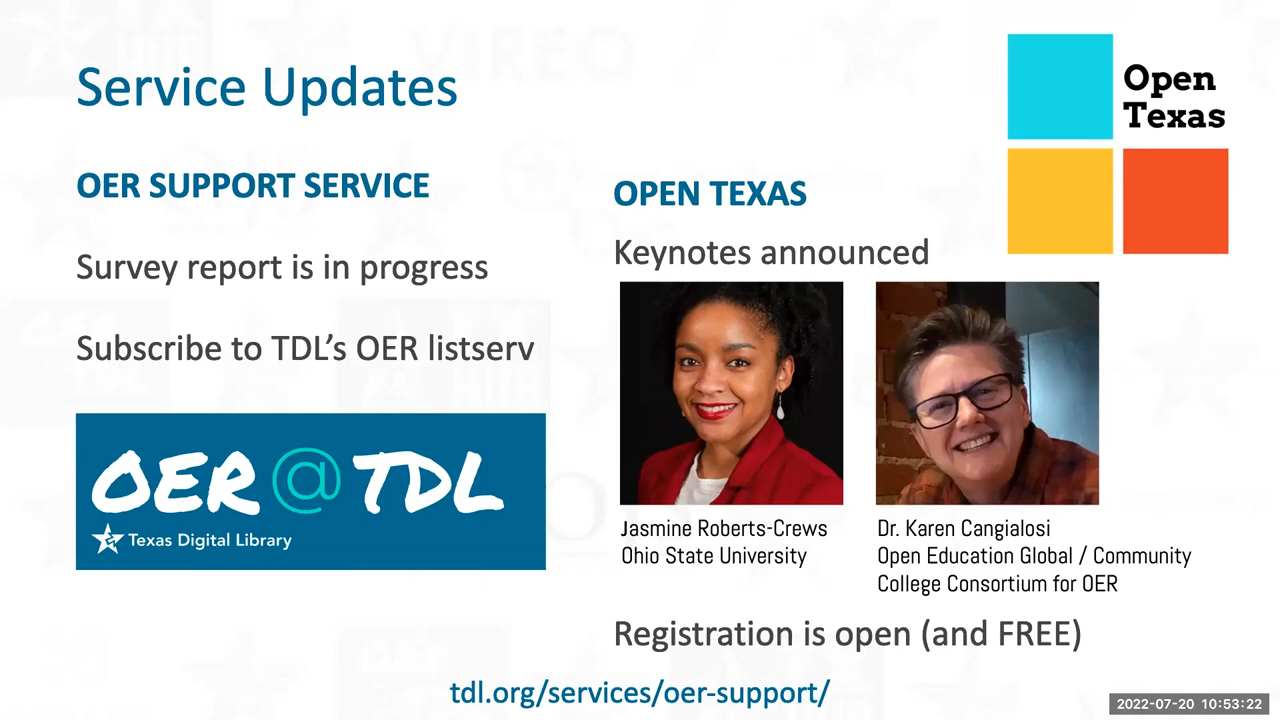 Service Updates
OER SUPPORT SERVICE
Survey report is in progress
Subscribe to TDL’s OER listserv
OER@TDL
Texas Digital Library
Open
Texas
OPEN TEXAS
Keynotes announced
Jasmine Roberts-Crews
Ohio State University
Dr. Karen Cangialosi
Open Education Global / Community
College Consortium for OER
Registration is open (and FREE)
tdl.org/services/oer-support/
2022-07-20 10:53:22